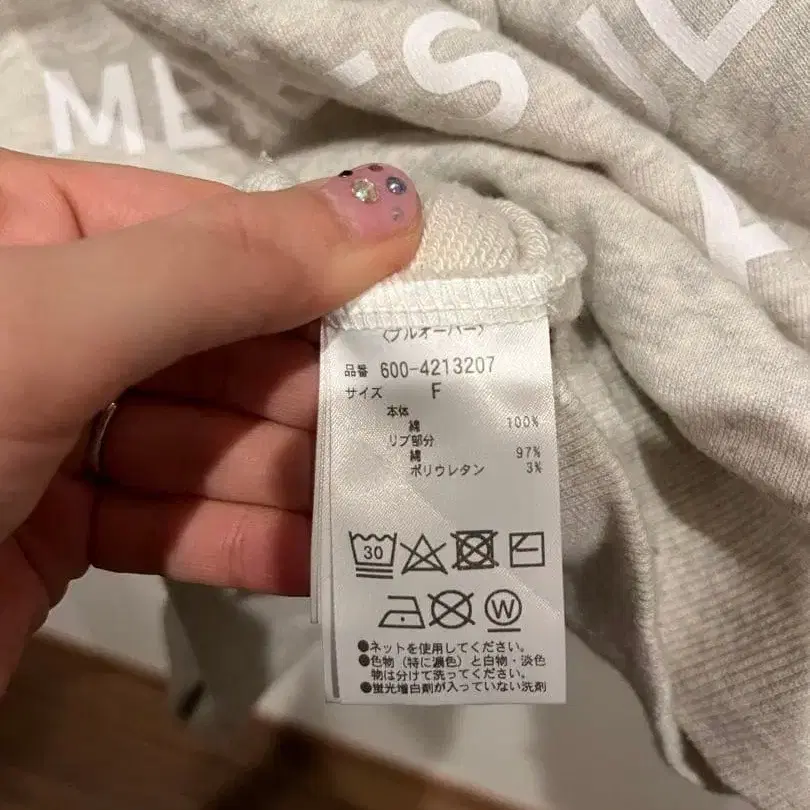 MER
S
〈プルオーバー〉
品番 600-4213207
サイズ F
本体
綿 100%
リブ部分
綿 97%
ポリウレタン 3%
30
W
●ネットを使用してください。
●色物（特に濃色）と白物・淡色
物は分けて洗ってください。
●蛍光増白剤が入っていない洗剤